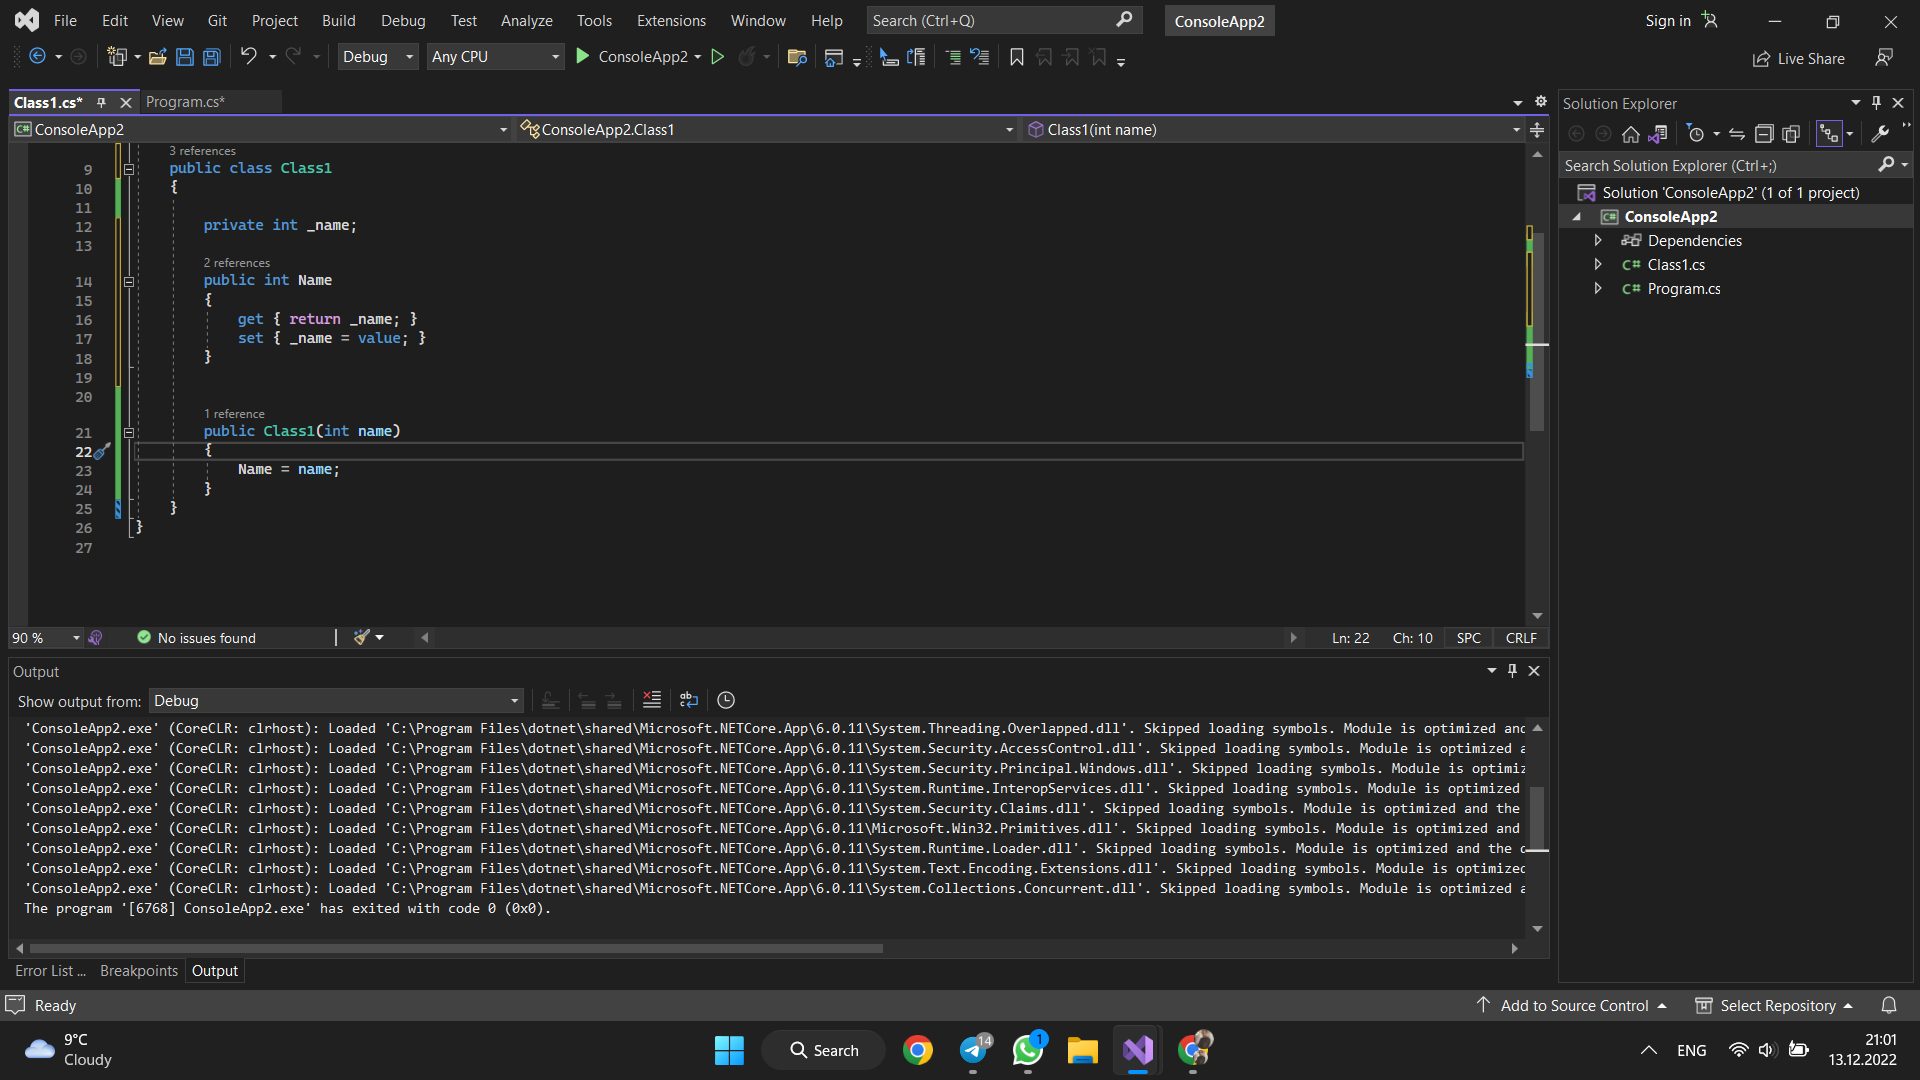 File Edit View Git Project Build Debug Test Analyze Tools Extensions Window Help Search (Ctrl+Q) ConsoleApp2 Sign in
Debug Any CPU ConsoleApp2 Live Share
Class1.cs* Program.cs*
ConsoleApp2 ConsoleApp2.Class1 Class1(int name)
3 references
9 public class Class1
10 {
11
12 private int _name;
13
2 references
14 public int Name
15 {
16 get { return _name; }
17 set { _name = value; }
18 }
19
20
1 reference
21 public Class1(int name)
22 {
23 Name = name;
24 }
25 }
26 }
27
90 % No issues found Ln: 22 Ch: 10 SPC CRLF
Solution Explorer
Search Solution Explorer (Ctrl+;)
Solution 'ConsoleApp2' (1 of 1 project)
C# ConsoleApp2
Dependencies
C# Class1.cs
C# Program.cs
Output
Show output from: Debug
'ConsoleApp2.exe' (CoreCLR: clrhost): Loaded 'C:\Program Files\dotnet\shared\Microsoft.NETCore.App\6.0.11\System.Threading.Overlapped.dll'. Skipped loading symbols. Module is optimized and
'ConsoleApp2.exe' (CoreCLR: clrhost): Loaded 'C:\Program Files\dotnet\shared\Microsoft.NETCore.App\6.0.11\System.Security.AccessControl.dll'. Skipped loading symbols. Module is optimized a
'ConsoleApp2.exe' (CoreCLR: clrhost): Loaded 'C:\Program Files\dotnet\shared\Microsoft.NETCore.App\6.0.11\System.Security.Principal.Windows.dll'. Skipped loading symbols. Module is optimiz
'ConsoleApp2.exe' (CoreCLR: clrhost): Loaded 'C:\Program Files\dotnet\shared\Microsoft.NETCore.App\6.0.11\System.Runtime.InteropServices.dll'. Skipped loading symbols. Module is optimized
'ConsoleApp2.exe' (CoreCLR: clrhost): Loaded 'C:\Program Files\dotnet\shared\Microsoft.NETCore.App\6.0.11\System.Security.Claims.dll'. Skipped loading symbols. Module is optimized and the
'ConsoleApp2.exe' (CoreCLR: clrhost): Loaded 'C:\Program Files\dotnet\shared\Microsoft.NETCore.App\6.0.11\Microsoft.Win32.Primitives.dll'. Skipped loading symbols. Module is optimized and
'ConsoleApp2.exe' (CoreCLR: clrhost): Loaded 'C:\Program Files\dotnet\shared\Microsoft.NETCore.App\6.0.11\System.Runtime.Loader.dll'. Skipped loading symbols. Module is optimized and the o
'ConsoleApp2.exe' (CoreCLR: clrhost): Loaded 'C:\Program Files\dotnet\shared\Microsoft.NETCore.App\6.0.11\System.Text.Encoding.Extensions.dll'. Skipped loading symbols. Module is optimized
'ConsoleApp2.exe' (CoreCLR: clrhost): Loaded 'C:\Program Files\dotnet\shared\Microsoft.NETCore.App\6.0.11\System.Collections.Concurrent.dll'. Skipped loading symbols. Module is optimized a
The program '[6768] ConsoleApp2.exe' has exited with code 0 (0x0).
Error List ... Breakpoints Output
Ready Add to Source Control Select Repository
9°C
Cloudy
Search 14 1 ENG
21:01
13.12.2022